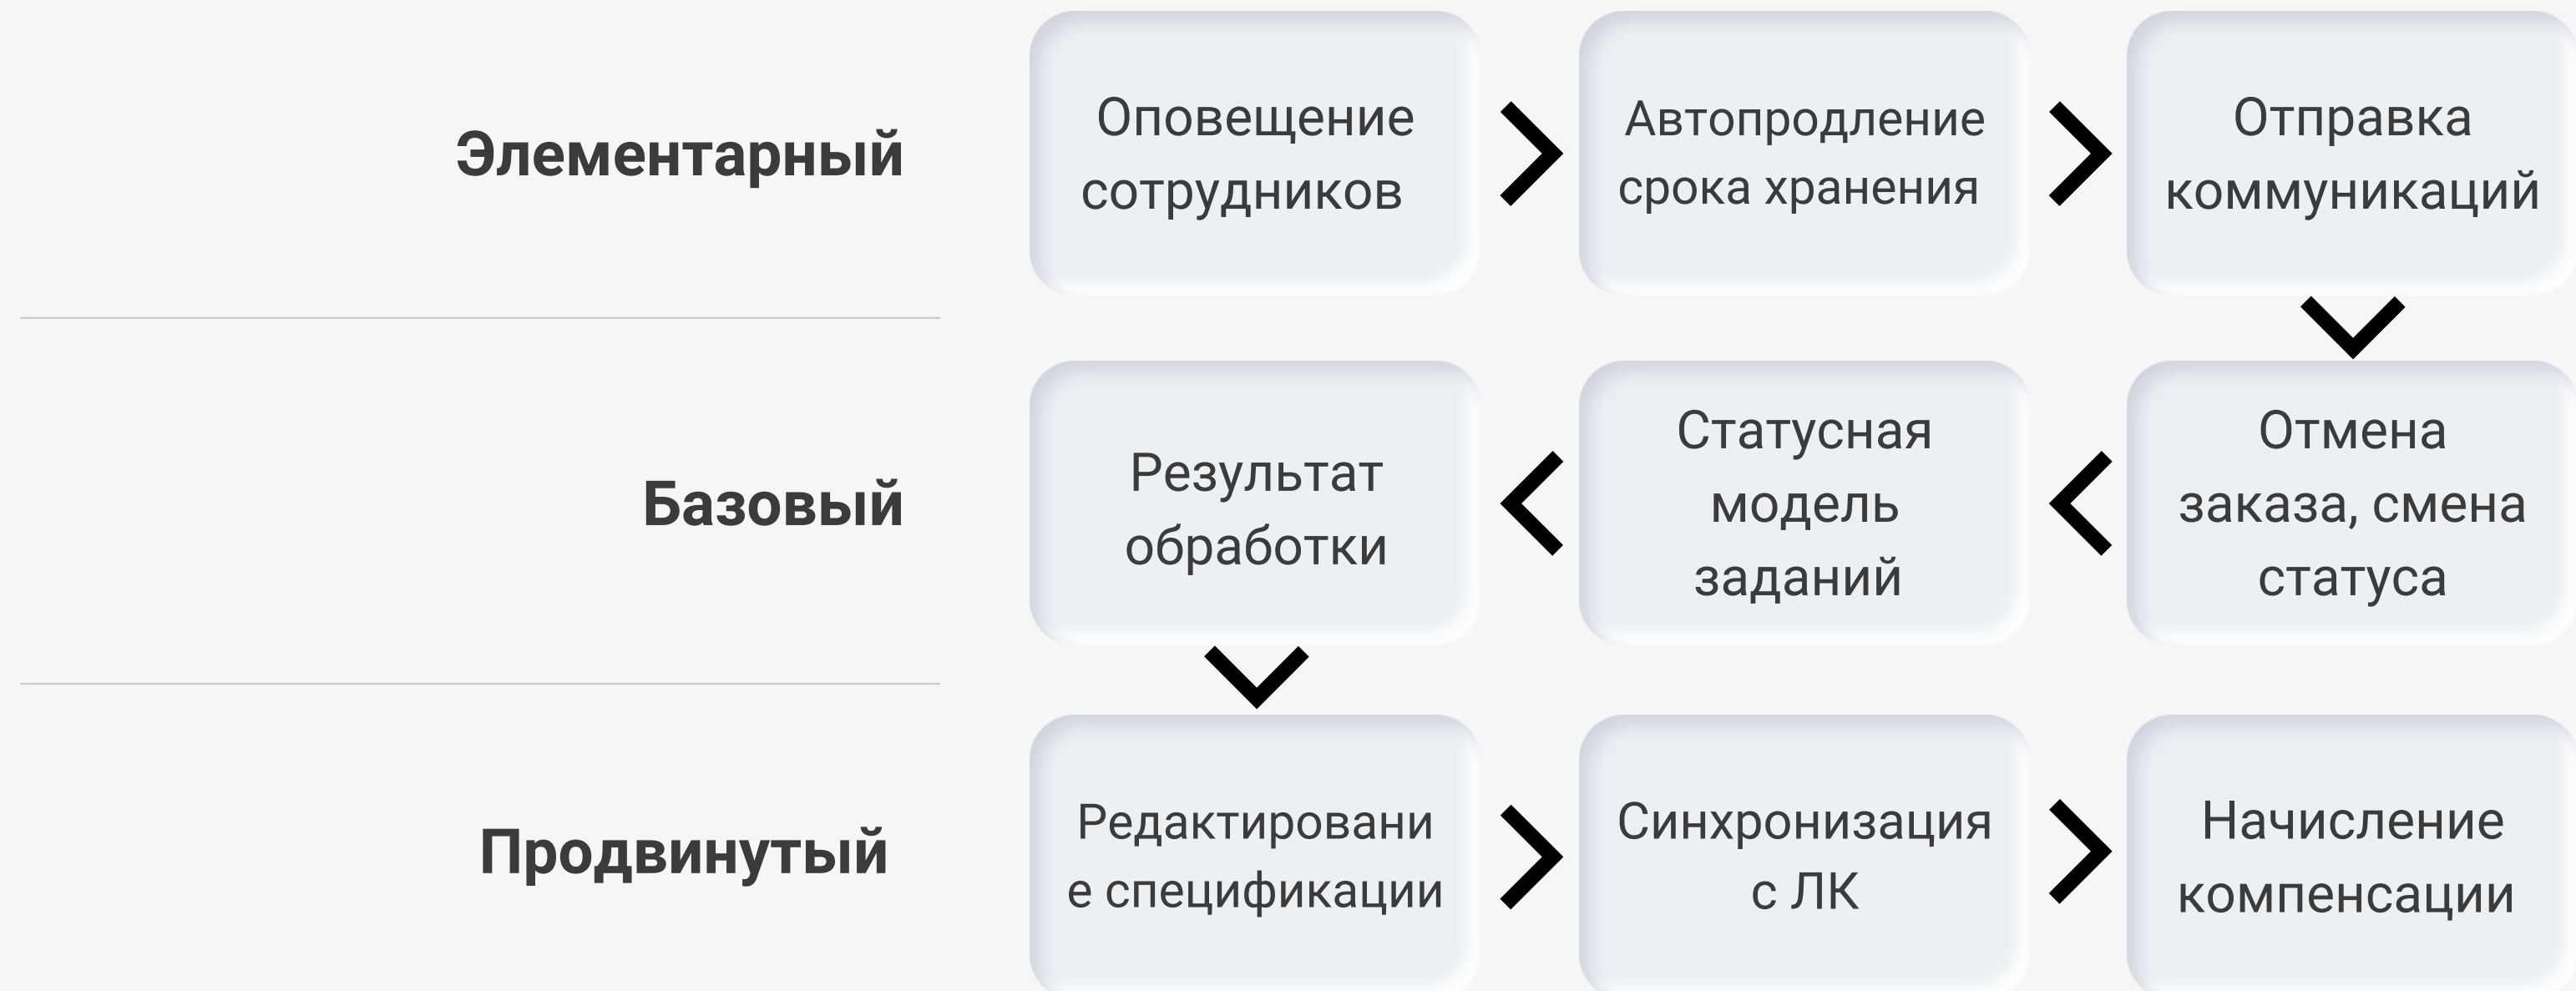 Элементарный
Оповещение
сотрудников
Автопродление
срока хранения
Отправка
коммуникаций
Базовый
Результат
обработки
Статусная
модель
заданий
Отмена
заказа, смена
статуса
Продвинутый
Редактировани
е спецификации
Синхронизация
с ЛК
Начисление
компенсации